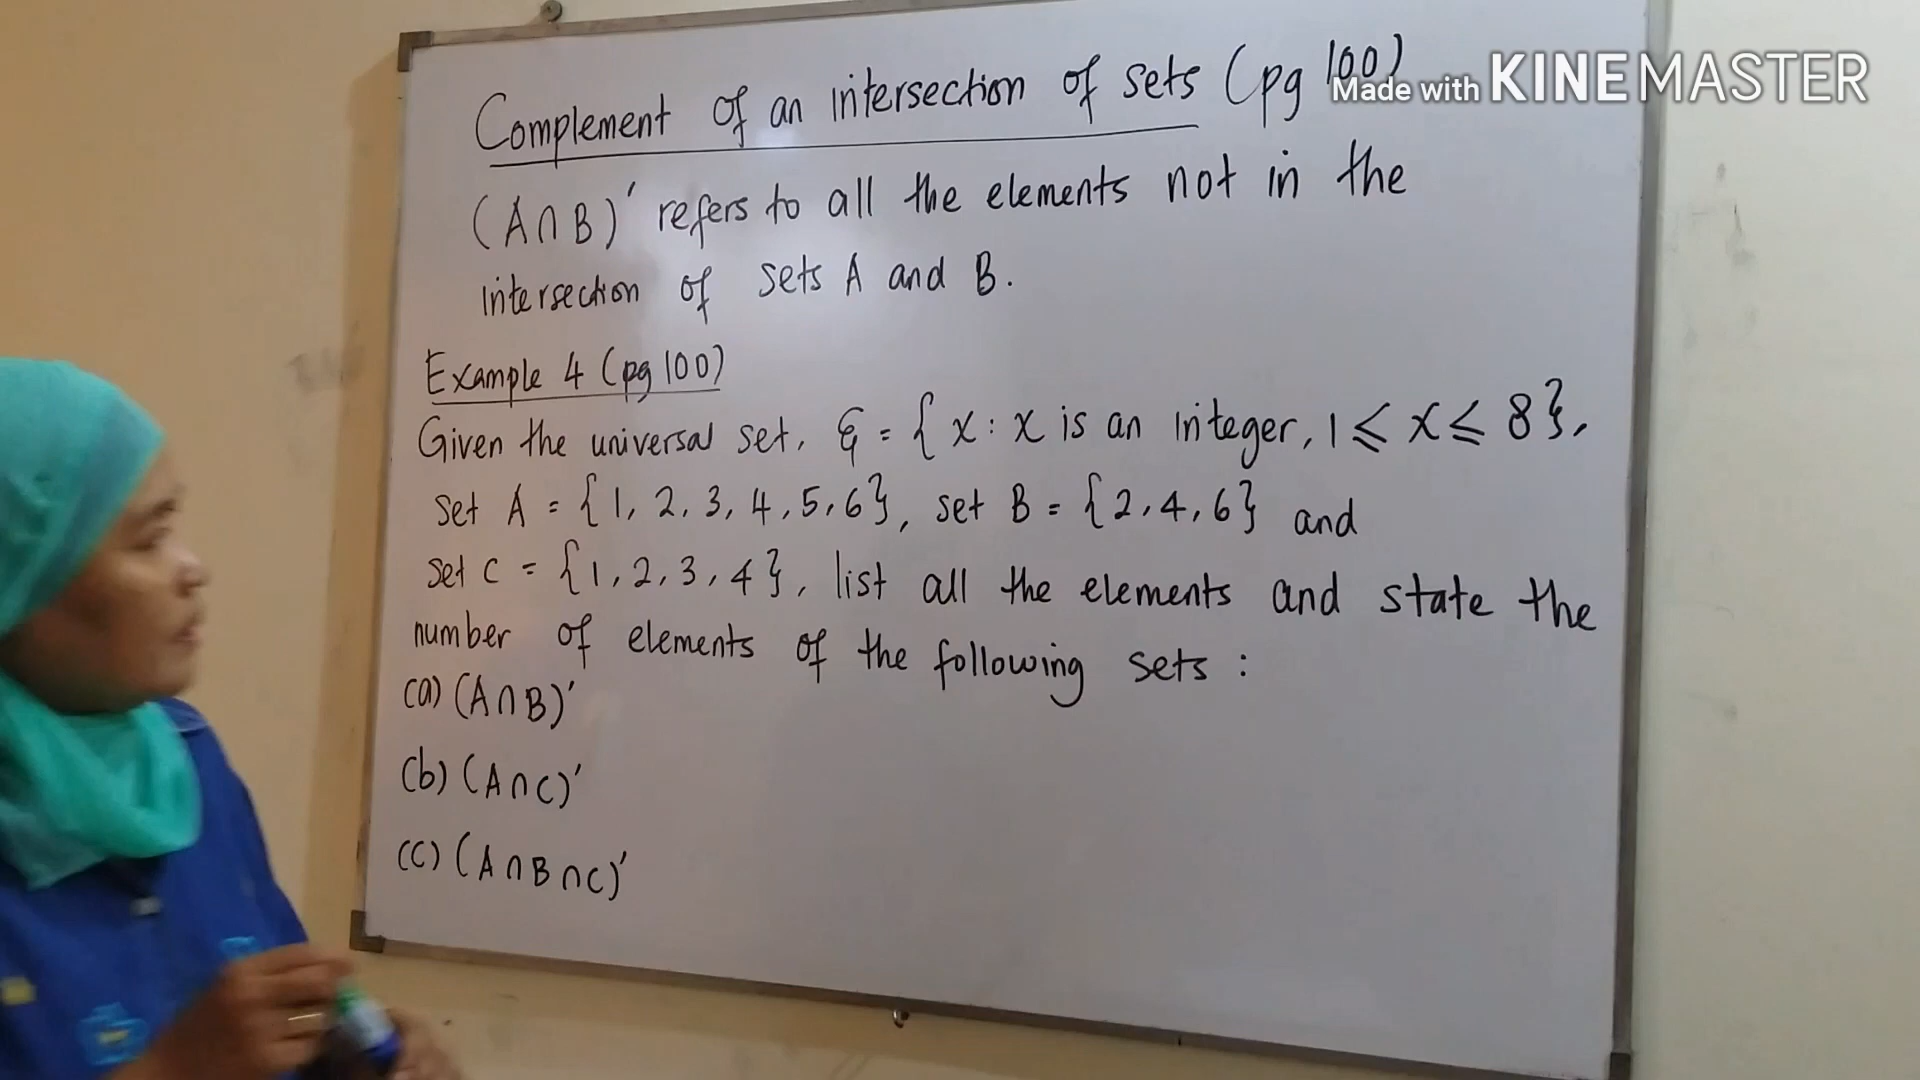 Complement of an intersection of sets (pg 100)
Made with KINEMASTER
(A∩B)′ refers to all the elements not in the
intersection of sets A and B.
Example 4 (pg 100)
Given the universal set, ξ = {x : x is an integer, 1 ⩽ x ⩽ 8},
set A = {1, 2, 3, 4, 5, 6}, set B = {2, 4, 6} and
set C = {1, 2, 3, 4}, list all the elements and state the
number of elements of the following sets :
(a) (A∩B)′
(b) (A∩C)′
(c) (A∩B∩C)′